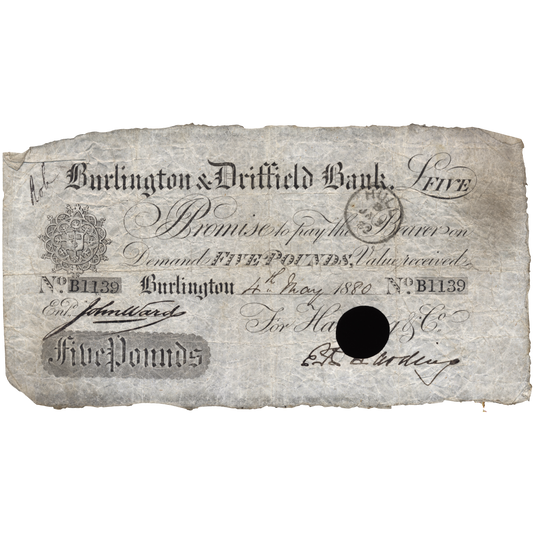 Burlington & Driffield Bank. £FIVE
I Promise to pay the Bearer on
Demand FIVE POUNDS, Value received.
No. B1139 Burlington 4th May 1880 No. B1139
Entd. John Ward For Ha g & Co.
Five Pounds